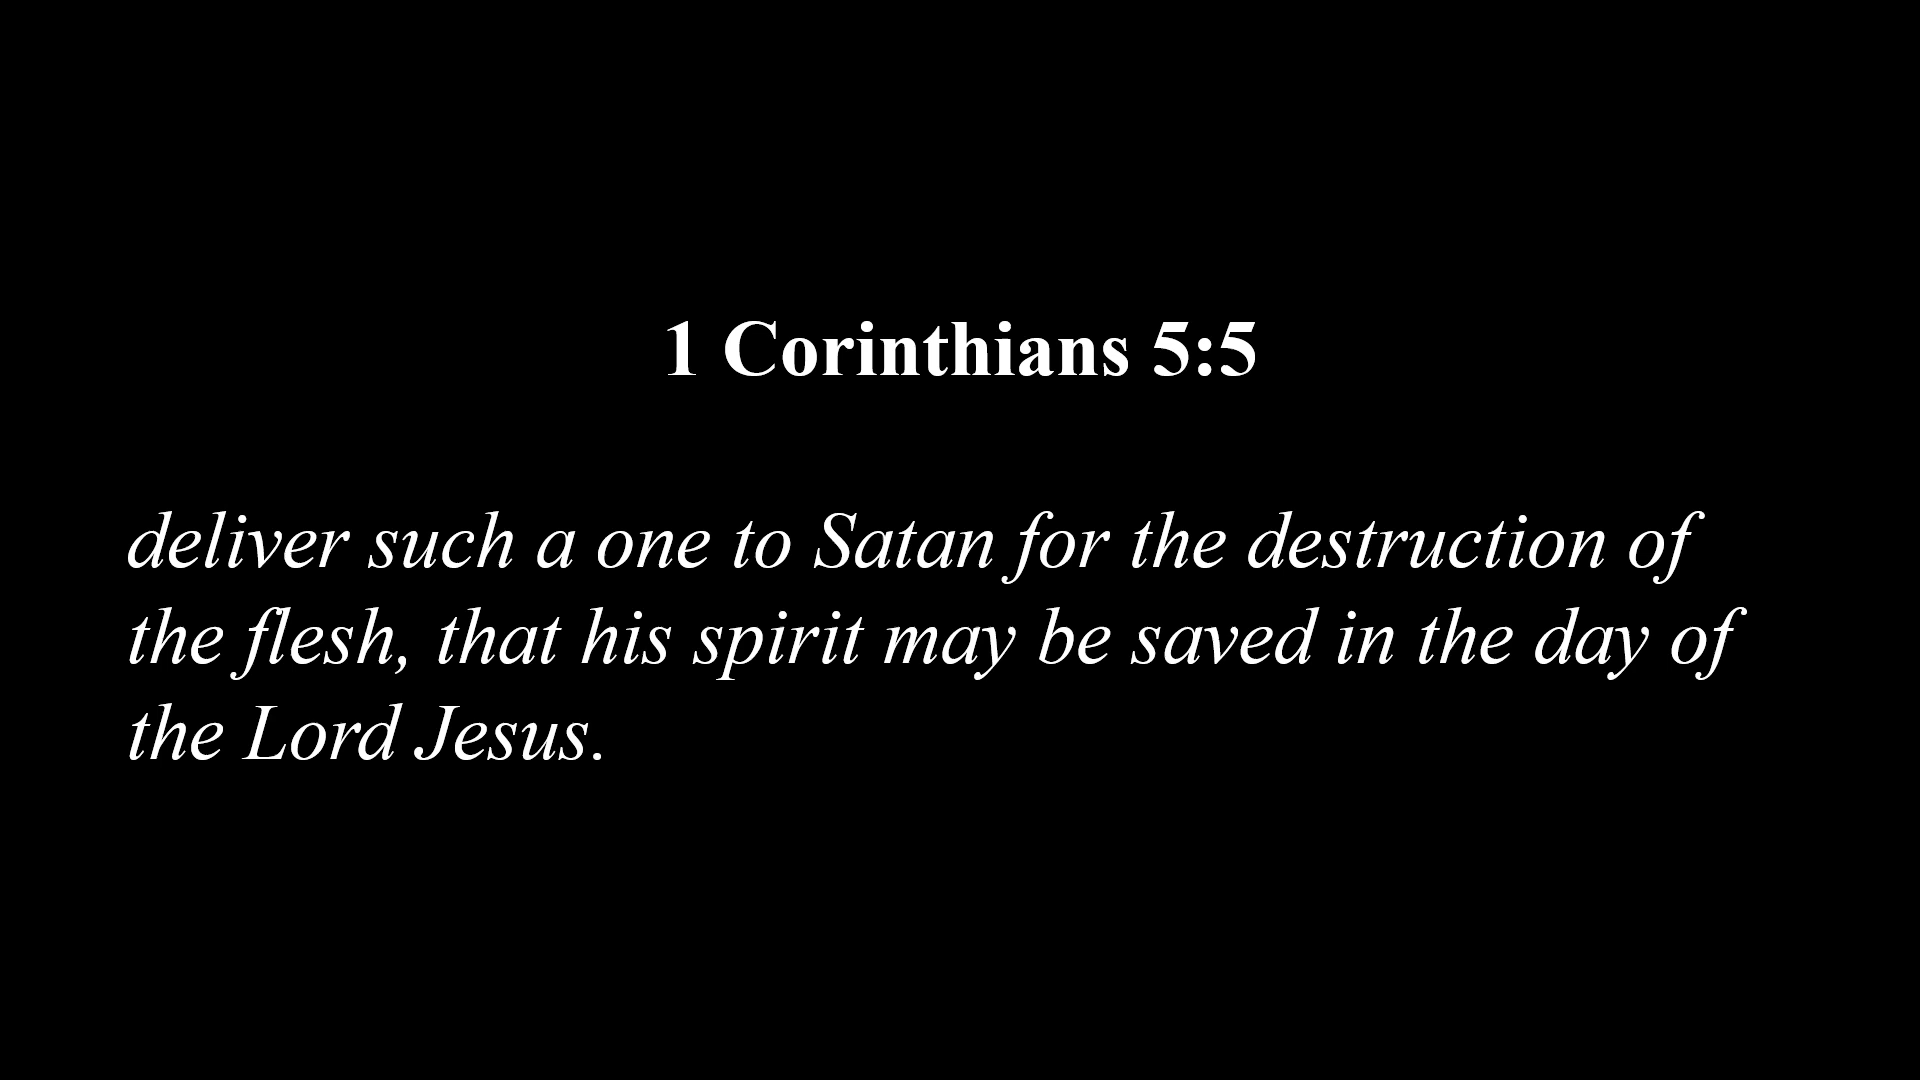 1 Corinthians 5:5
deliver such a one to Satan for the destruction of
the flesh, that his spirit may be saved in the day of
the Lord Jesus.